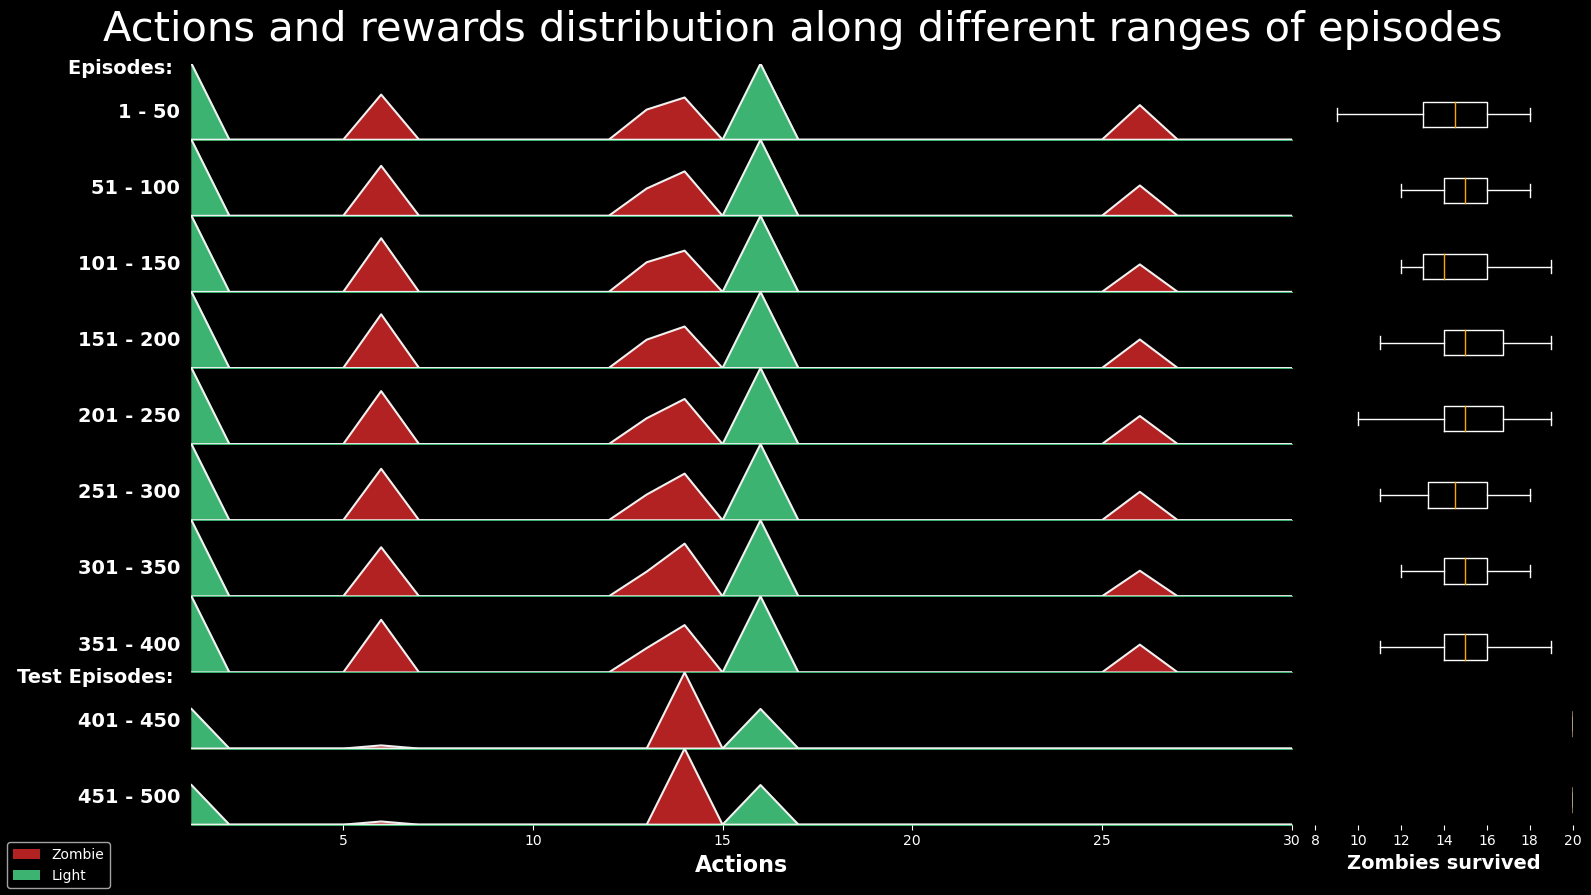 Actions and rewards distribution along different ranges of episodes
Episodes:
1 - 50
51 - 100
101 - 150
151 - 200
201 - 250
251 - 300
301 - 350
351 - 400
Test Episodes:
401 - 450
451 - 500
5 10 15 20 25 30
8 10 12 14 16 18 20
Actions
Zombies survived
Zombie
Light